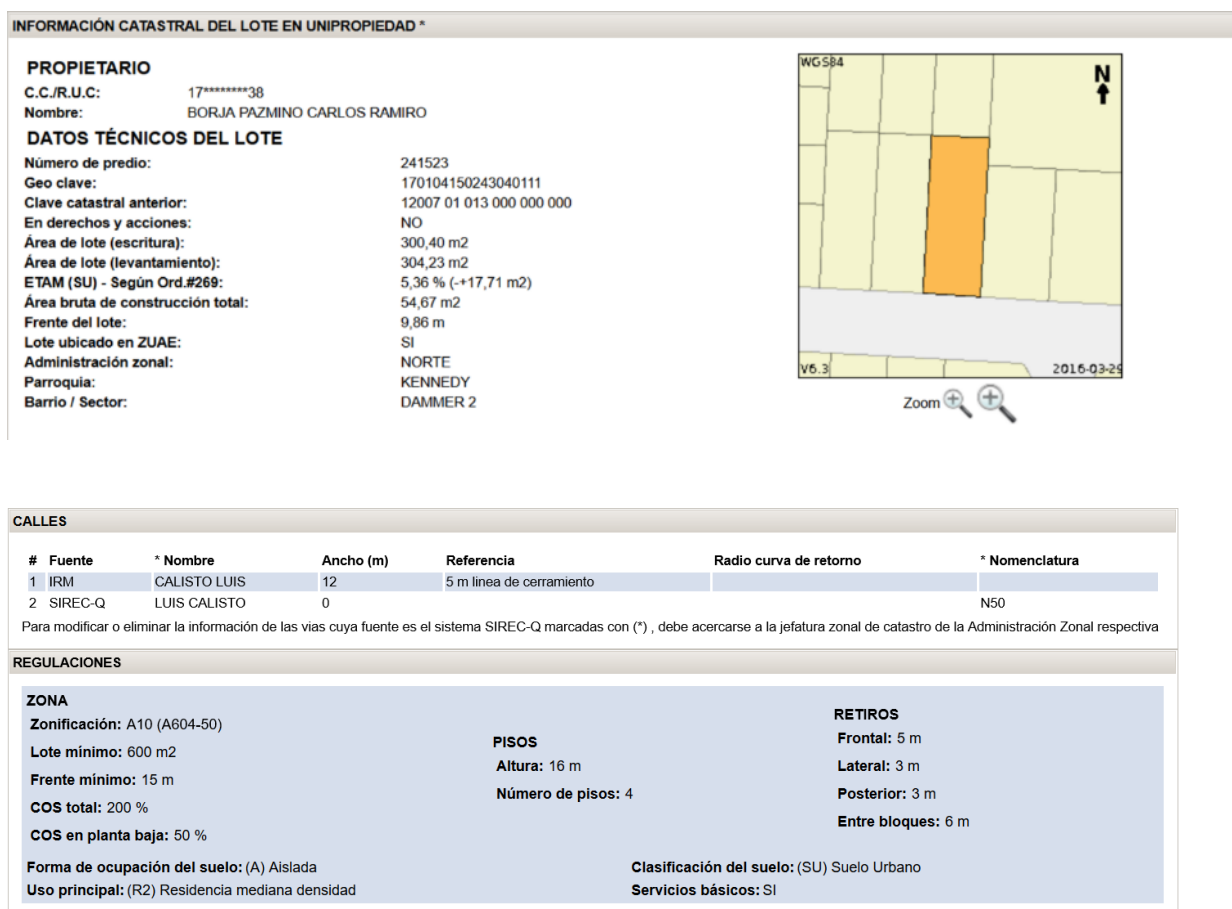 INFORMACIÓN CATASTRAL DEL LOTE EN UNIPROPIEDAD *
PROPIETARIO
C.C./R.U.C: 17********38
Nombre: BORJA PAZMINO CARLOS RAMIRO
DATOS TÉCNICOS DEL LOTE
Número de predio: 241523
Geo clave: 170104150243040111
Clave catastral anterior: 12007 01 013 000 000 000
En derechos y acciones: NO
Área de lote (escritura): 300,40 m2
Área de lote (levantamiento): 304,23 m2
ETAM (SU) - Según Ord.#269: 5,36 % (-+17,71 m2)
Área bruta de construcción total: 54,67 m2
Frente del lote: 9,86 m
Lote ubicado en ZUAE: SI
Administración zonal: NORTE
Parroquia: KENNEDY
Barrio / Sector: DAMMER 2
WGS84
N
V6.3 2016-03-29
Zoom
CALLES
# Fuente * Nombre Ancho (m) Referencia Radio curva de retorno * Nomenclatura
1 IRM CALISTO LUIS 12 5 m linea de cerramiento
2 SIREC-Q LUIS CALISTO 0 N50
Para modificar o eliminar la información de las vias cuya fuente es el sistema SIREC-Q marcadas con (*) , debe acercarse a la jefatura zonal de catastro de la Administración Zonal respectiva
REGULACIONES
ZONA
Zonificación: A10 (A604-50)
Lote mínimo: 600 m2
Frente mínimo: 15 m
COS total: 200 %
COS en planta baja: 50 %
PISOS
Altura: 16 m
Número de pisos: 4
RETIROS
Frontal: 5 m
Lateral: 3 m
Posterior: 3 m
Entre bloques: 6 m
Forma de ocupación del suelo: (A) Aislada
Clasificación del suelo: (SU) Suelo Urbano
Uso principal: (R2) Residencia mediana densidad
Servicios básicos: SI